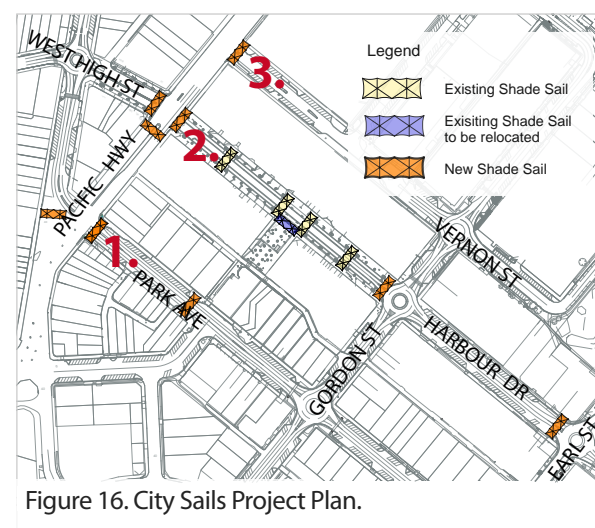 WEST HIGH ST
3.
Legend
Existing Shade Sail
Exisiting Shade Sail
to be relocated
New Shade Sail
2.
PACIFIC HWY
1.
PARK AVE
VERNON ST
GORDON ST
HARBOUR DR
EARL ST
Figure 16. City Sails Project Plan.